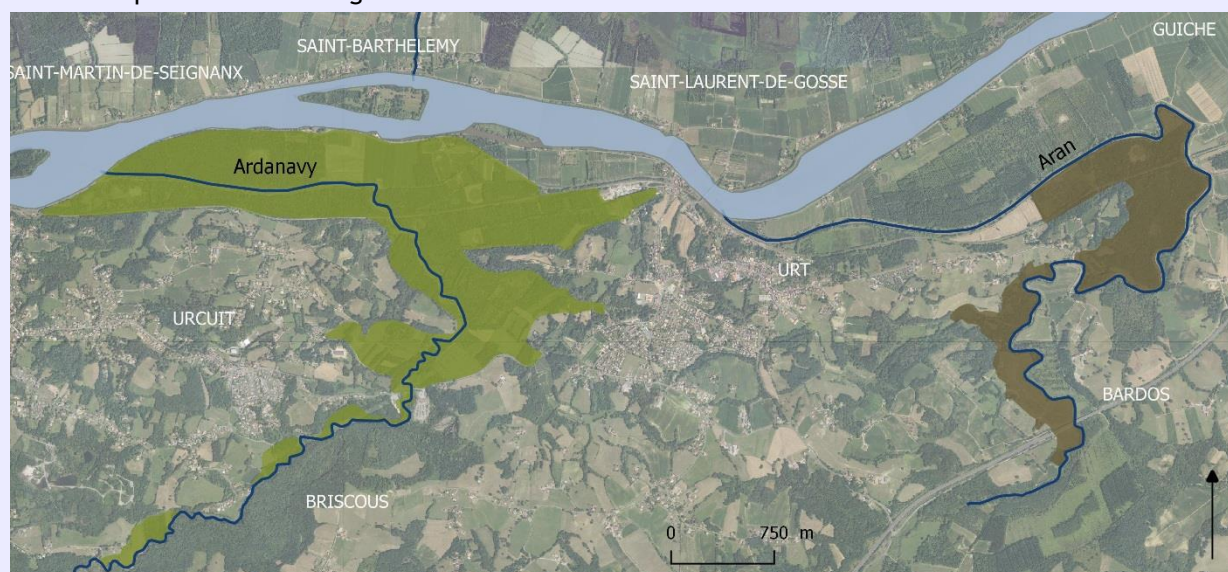 SAINT-BARTHELEMY
GUICHE
SAINT-MARTIN-DE-SEIGNANX
SAINT-LAURENT-DE-GOSSE
Aran
Ardanavy
URT
URCUIT
BARDOS
BRISCOUS
0 750 m